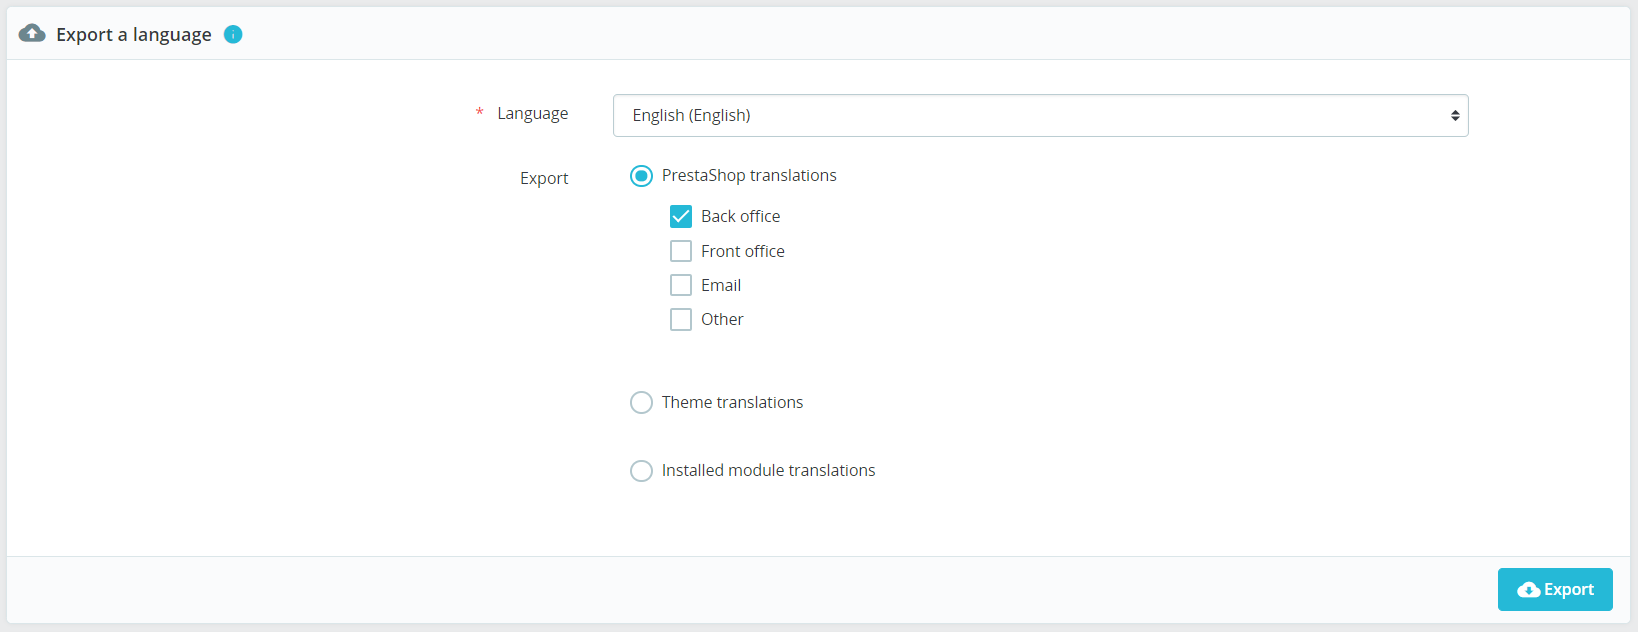 Export a language
* Language
English (English)
Export
PrestaShop translations
Back office
Front office
Email
Other
Theme translations
Installed module translations
Export